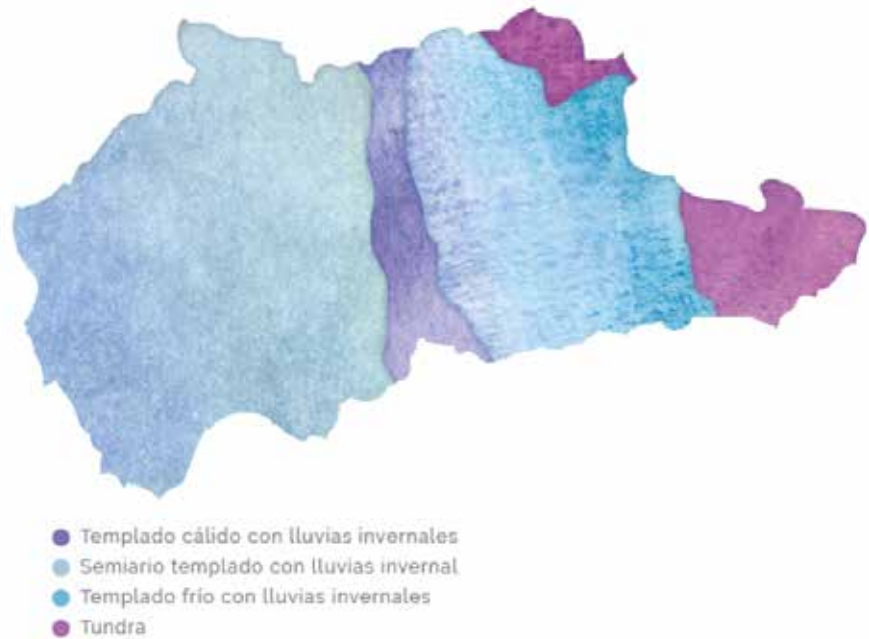 Templado cálido con lluvias invernales
Semiario templado con lluvias invernal
Templado frío con lluvias invernales
Tundra